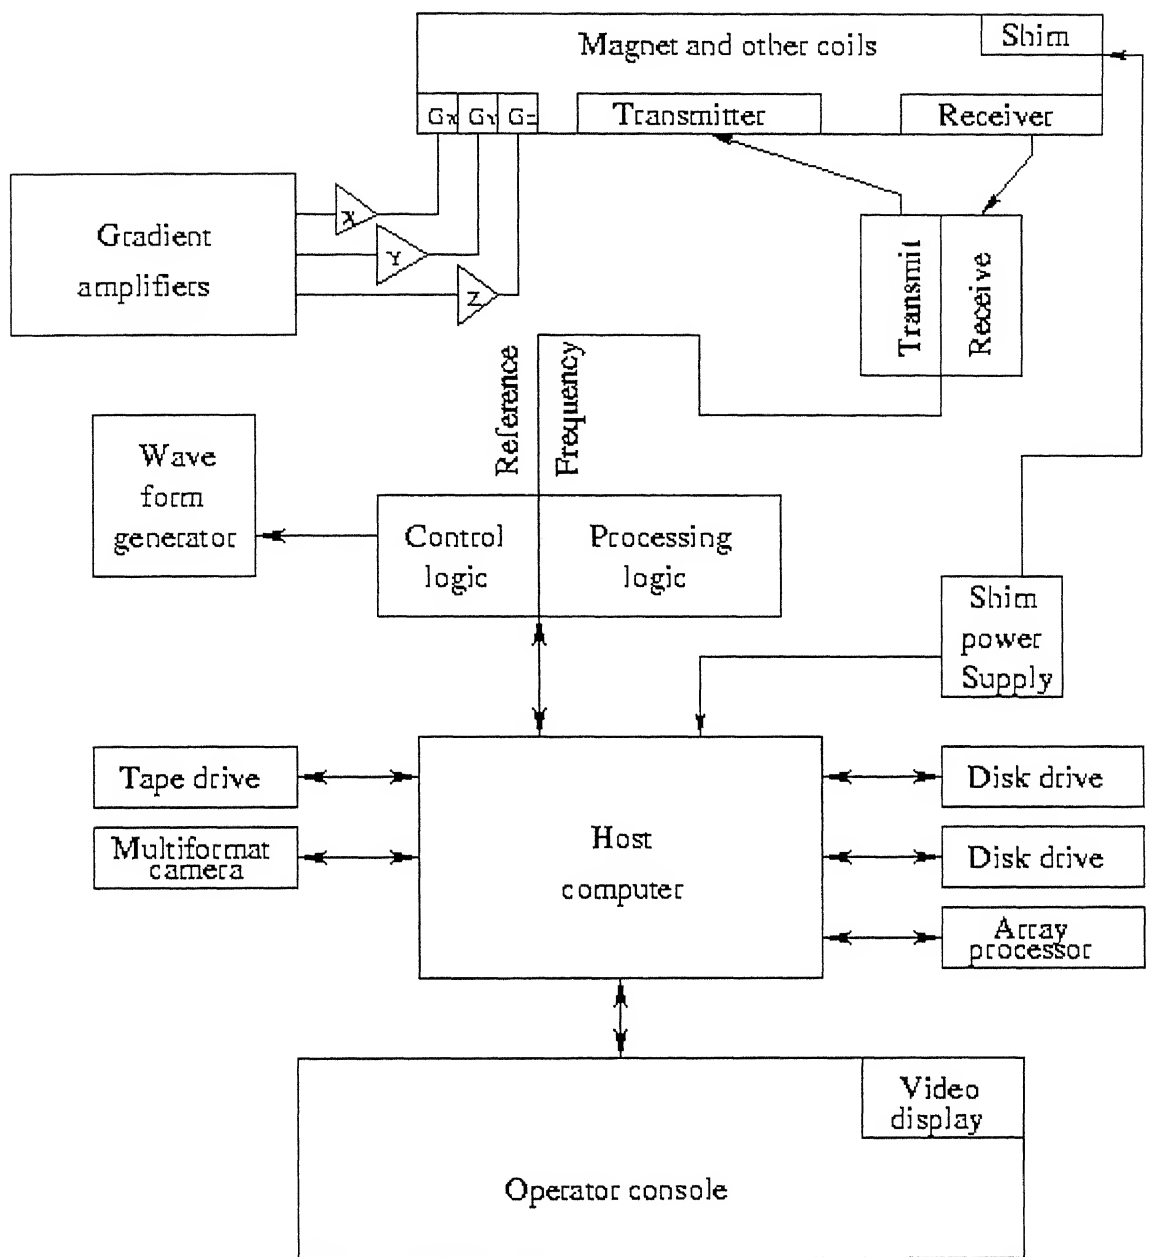 Magnet and other coils
Shim
Gx Gy Gz
Transmitter
Receiver
Gradient
amplifiers
X
Y
Z
Transmit
Receive
Reference
Frequency
Wave
form
generator
Control
logic
Processing
logic
Shim
power
Supply
Tape drive
Multiformat
camera
Host
computer
Disk drive
Disk drive
Array
processor
Video
display
Operator console